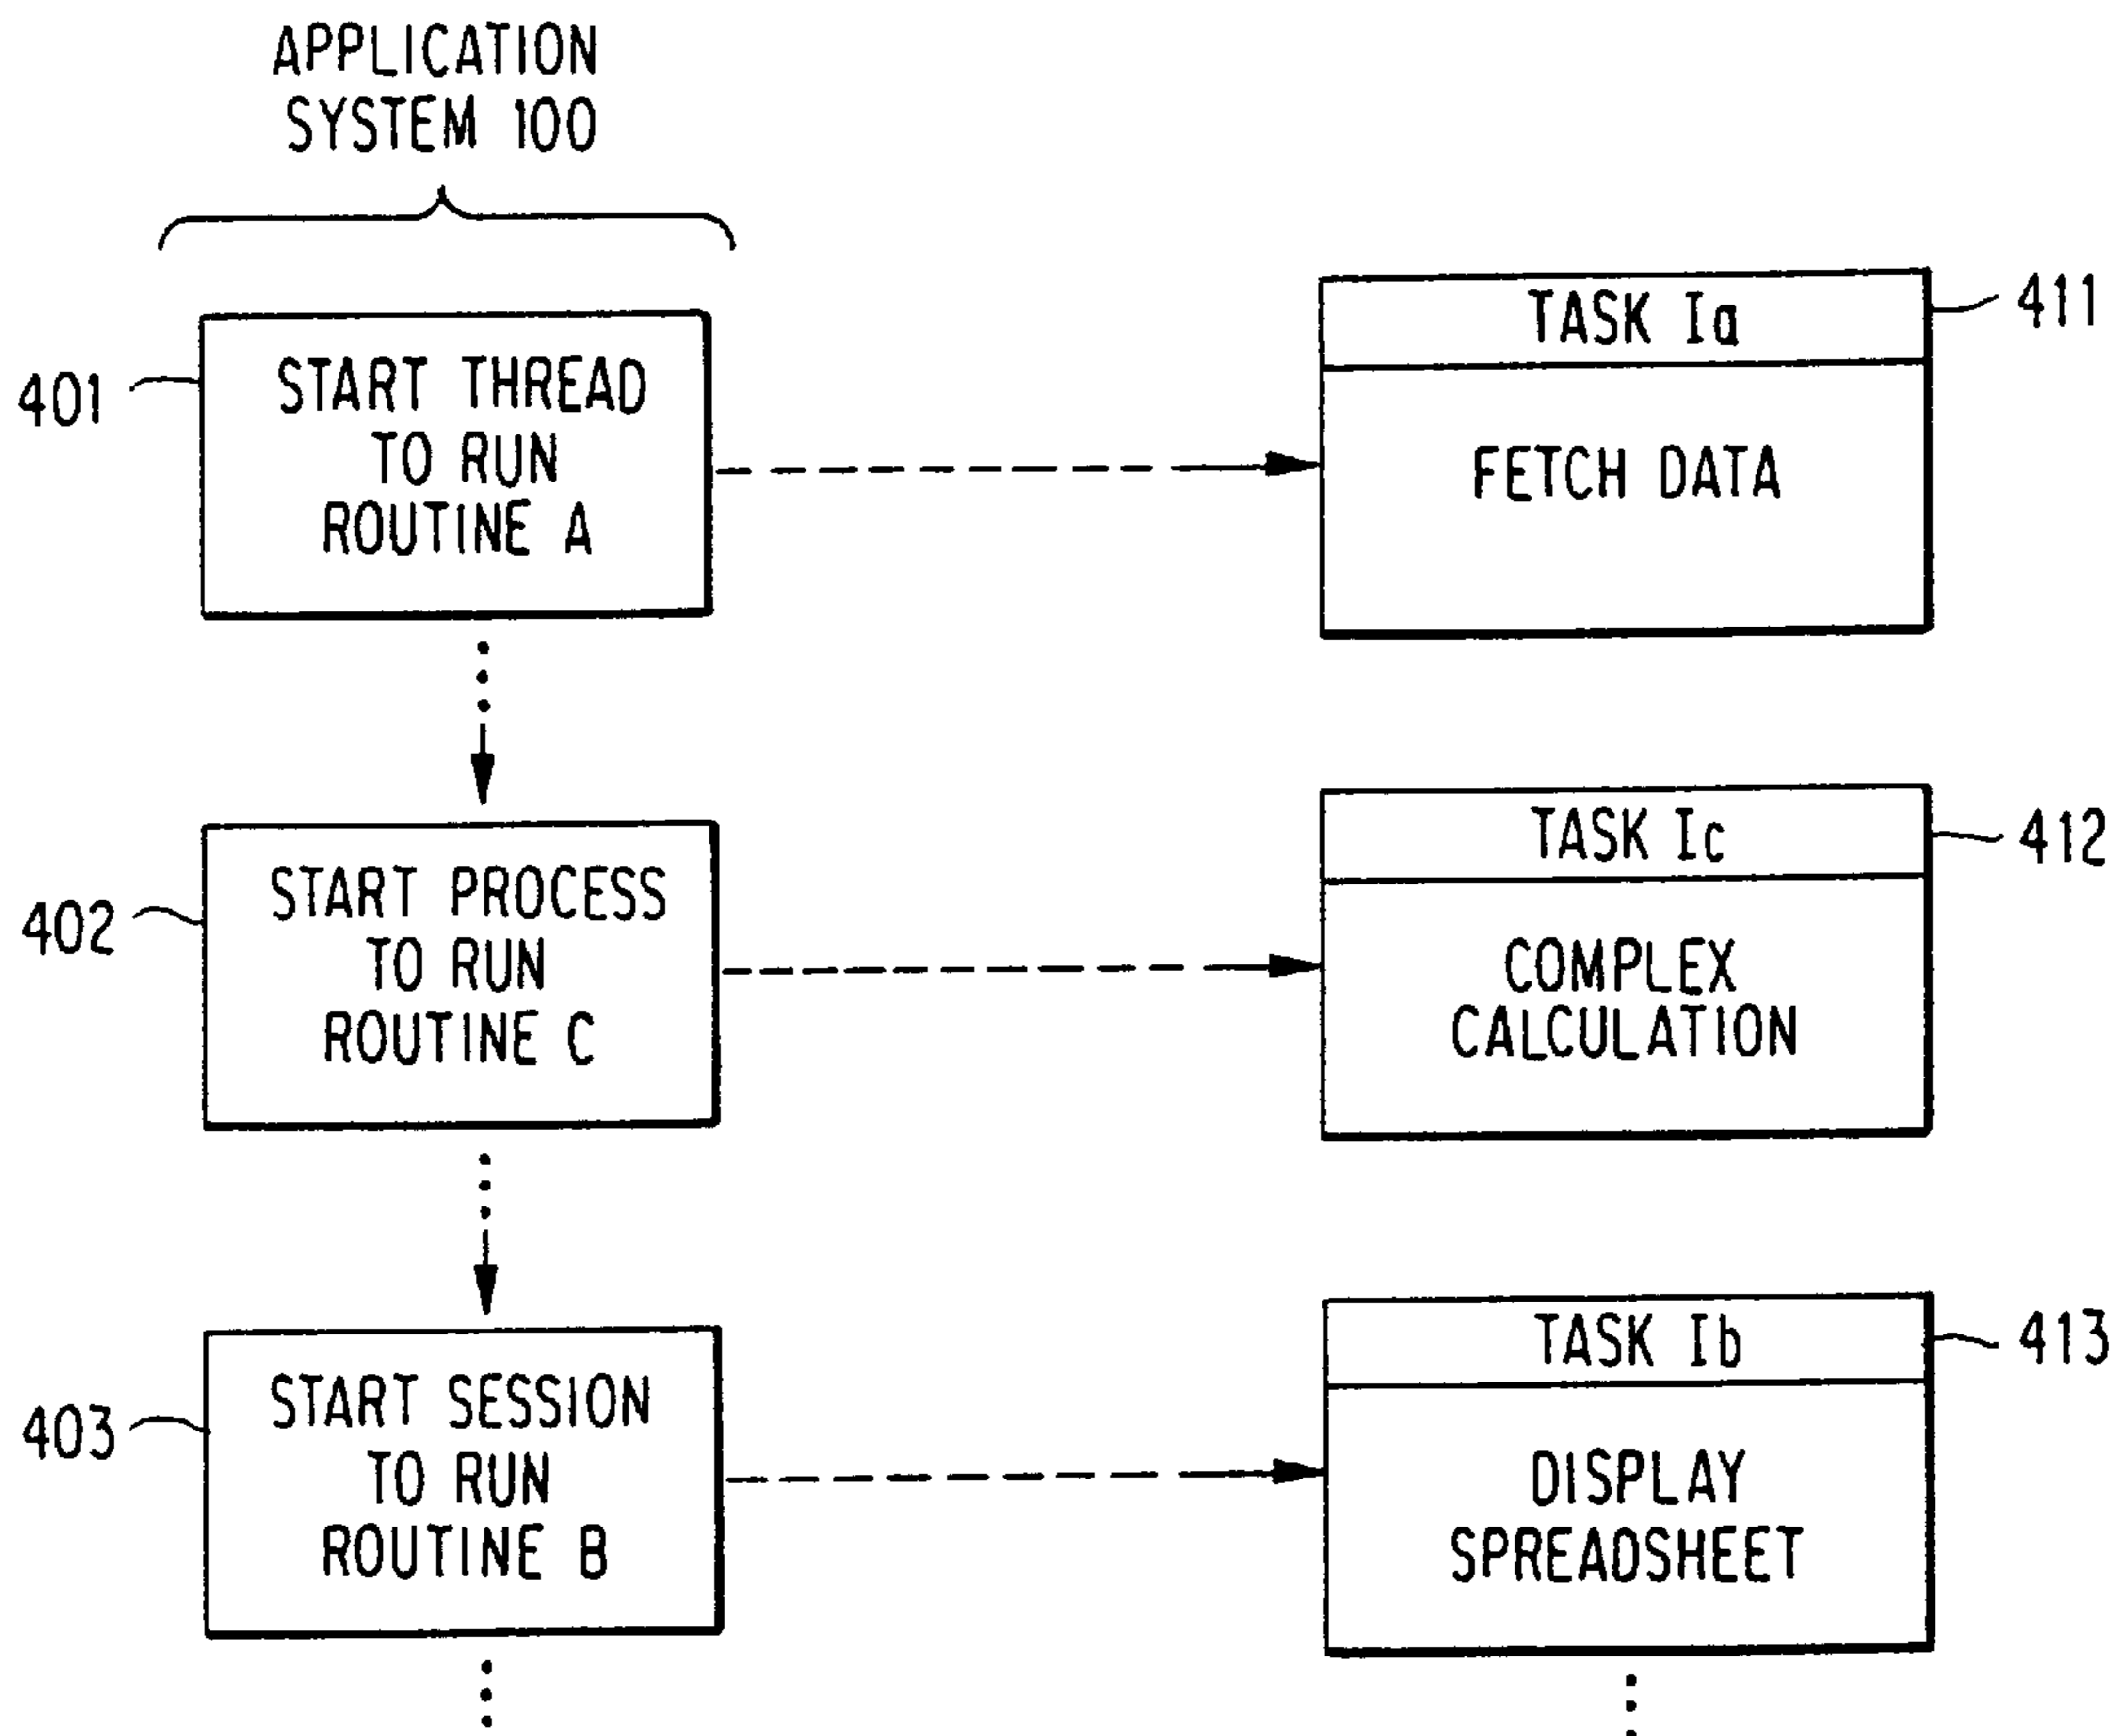 APPLICATION
SYSTEM 100
401
START THREAD
TO RUN
ROUTINE A
TASK Ia
411
FETCH DATA
402
START PROCESS
TO RUN
ROUTINE C
TASK Ic
412
COMPLEX
CALCULATION
403
START SESSION
TO RUN
ROUTINE B
TASK Ib
413
DISPLAY
SPREADSHEET